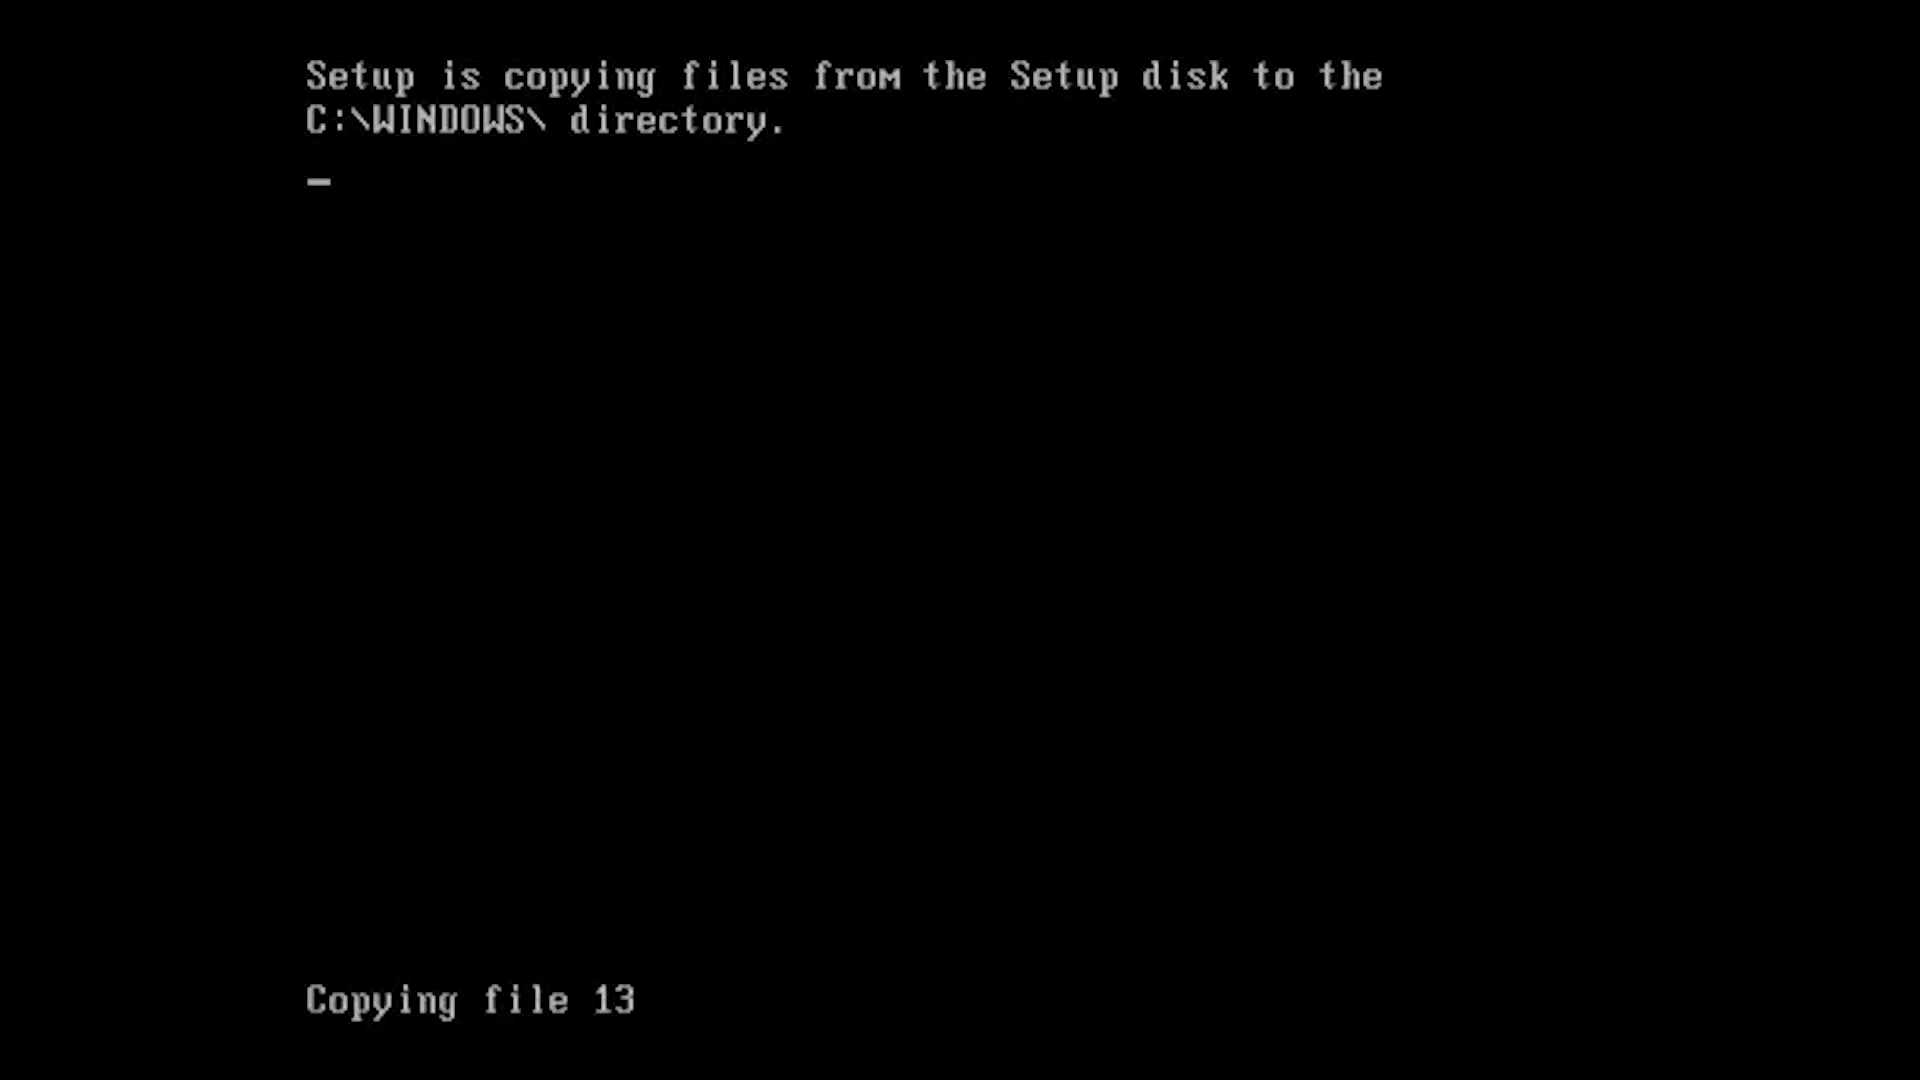 Setup is copying files from the Setup disk to the
C:\WINDOWS\ directory.
Copying file 13